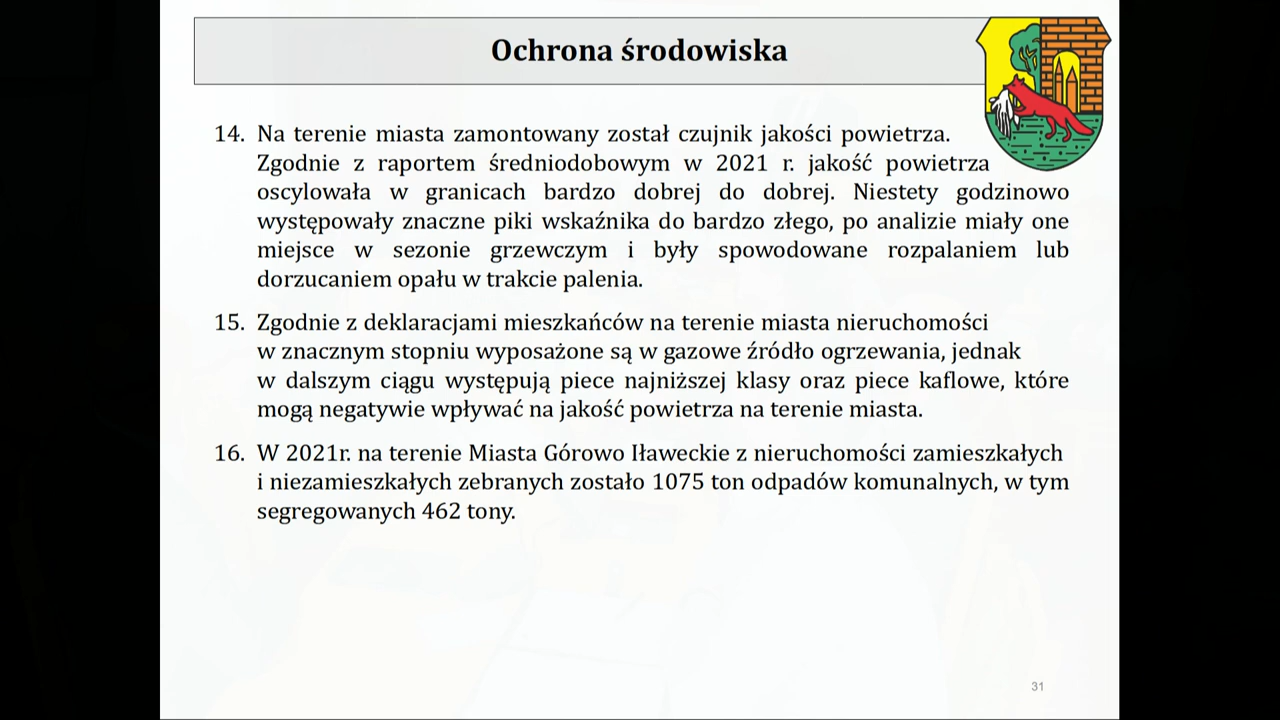 Ochrona środowiska
14. Na terenie miasta zamontowany został czujnik jakości powietrza.
Zgodnie z raportem średniodobowym w 2021 r. jakość powietrza
oscylowała w granicach bardzo dobrej do dobrej. Niestety godzinowo
występowały znaczne piki wskaźnika do bardzo złego, po analizie miały one
miejsce w sezonie grzewczym i były spowodowane rozpalaniem lub
dorzucaniem opału w trakcie palenia.
15. Zgodnie z deklaracjami mieszkańców na terenie miasta nieruchomości
w znacznym stopniu wyposażone są w gazowe źródło ogrzewania, jednak
w dalszym ciągu występują piece najniższej klasy oraz piece kaflowe, które
mogą negatywie wpływać na jakość powietrza na terenie miasta.
16. W 2021r. na terenie Miasta Górowo Iławeckie z nieruchomości zamieszkałych
i niezamieszkałych zebranych zostało 1075 ton odpadów komunalnych, w tym
segregowanych 462 tony.
31